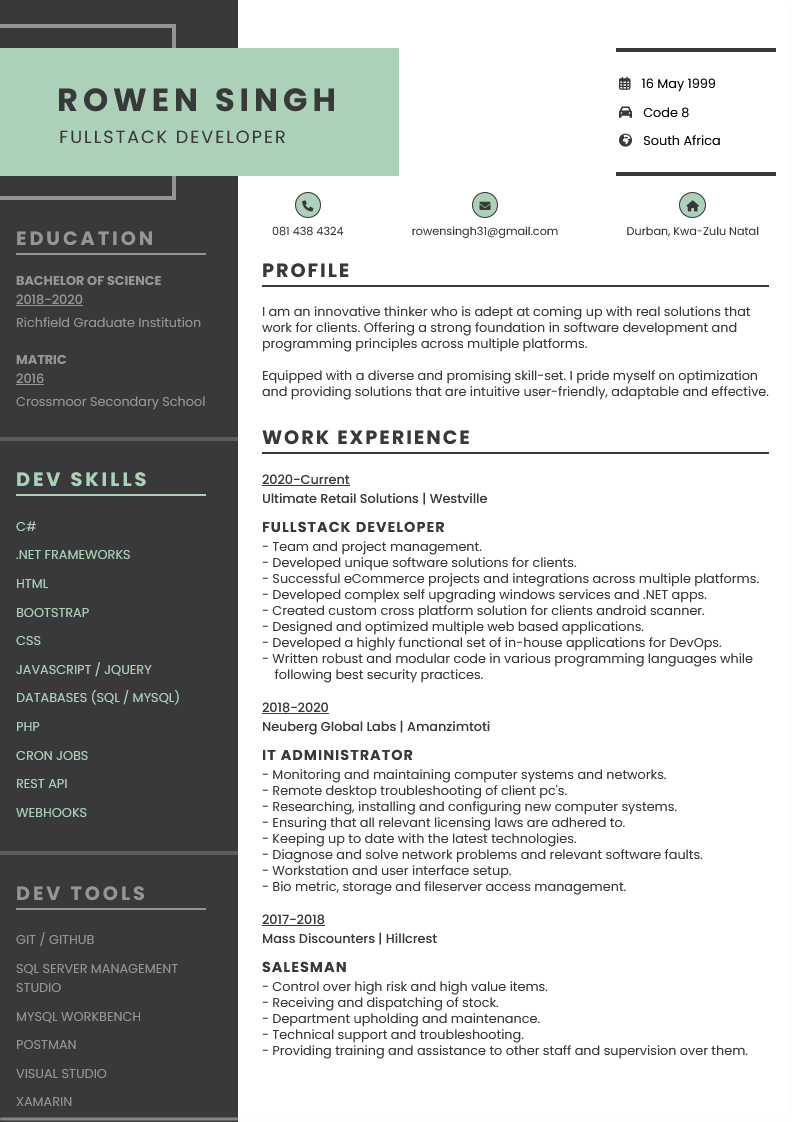 ROWEN SINGH
FULLSTACK DEVELOPER
16 May 1999
Code 8
South Africa
081 438 4324
rowensingh31@gmail.com
Durban, Kwa-Zulu Natal
EDUCATION
BACHELOR OF SCIENCE
2018-2020
Richfield Graduate Institution
MATRIC
2016
Crossmoor Secondary School
DEV SKILLS
C#
.NET FRAMEWORKS
HTML
BOOTSTRAP
CSS
JAVASCRIPT / JQUERY
DATABASES (SQL / MYSQL)
PHP
CRON JOBS
REST API
WEBHOOKS
DEV TOOLS
GIT / GITHUB
SQL SERVER MANAGEMENT
STUDIO
MYSQL WORKBENCH
POSTMAN
VISUAL STUDIO
XAMARIN
PROFILE
I am an innovative thinker who is adept at coming up with real solutions that
work for clients. Offering a strong foundation in software development and
programming principles across multiple platforms.
Equipped with a diverse and promising skill-set. I pride myself on optimization
and providing solutions that are intuitive user-friendly, adaptable and effective.
WORK EXPERIENCE
2020-Current
Ultimate Retail Solutions | Westville
FULLSTACK DEVELOPER
- Team and project management.
- Developed unique software solutions for clients.
- Successful eCommerce projects and integrations across multiple platforms.
- Developed complex self upgrading windows services and .NET apps.
- Created custom cross platform solution for clients android scanner.
- Designed and optimized multiple web based applications.
- Developed a highly functional set of in-house applications for DevOps.
- Written robust and modular code in various programming languages while
following best security practices.
2018-2020
Neuberg Global Labs | Amanzimtoti
IT ADMINISTRATOR
- Monitoring and maintaining computer systems and networks.
- Remote desktop troubleshooting of client pc's.
- Researching, installing and configuring new computer systems.
- Ensuring that all relevant licensing laws are adhered to.
- Keeping up to date with the latest technologies.
- Diagnose and solve network problems and relevant software faults.
- Workstation and user interface setup.
- Bio metric, storage and fileserver access management.
2017-2018
Mass Discounters | Hillcrest
SALESMAN
- Control over high risk and high value items.
- Receiving and dispatching of stock.
- Department upholding and maintenance.
- Technical support and troubleshooting.
- Providing training and assistance to other staff and supervision over them.